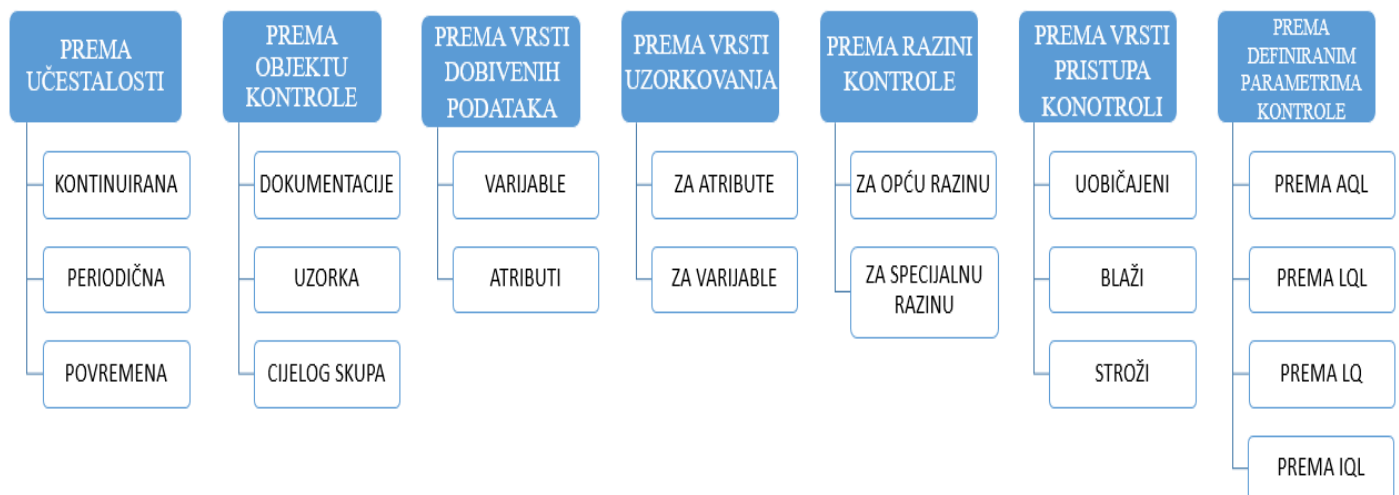 PREMA
UČESTALOSTI
KONTINUIRANA
PERIODIČNA
POVREMENA
PREMA
OBJEKTU
KONTROLE
DOKUMENTACIJE
UZORKA
CIJELOG SKUPA
PREMA VRSTI
DOBIVENIH
PODATAKA
VARIJABLE
ATRIBUTI
PREMA VRSTI
UZORKOVANJA
ZA ATRIBUTE
ZA VARIJABLE
PREMA RAZINI
KONTROLE
ZA OPĆU RAZINU
ZA SPECIJALNU
RAZINU
PREMA VRSTI
PRISTUPA
KONOTROLI
UOBIČAJENI
BLAŽI
STROŽI
PREMA
DEFINIRANIM
PARAMETRIMA
KONTROLE
PREMA AQL
PREMA LQL
PREMA LQ
PREMA IQL